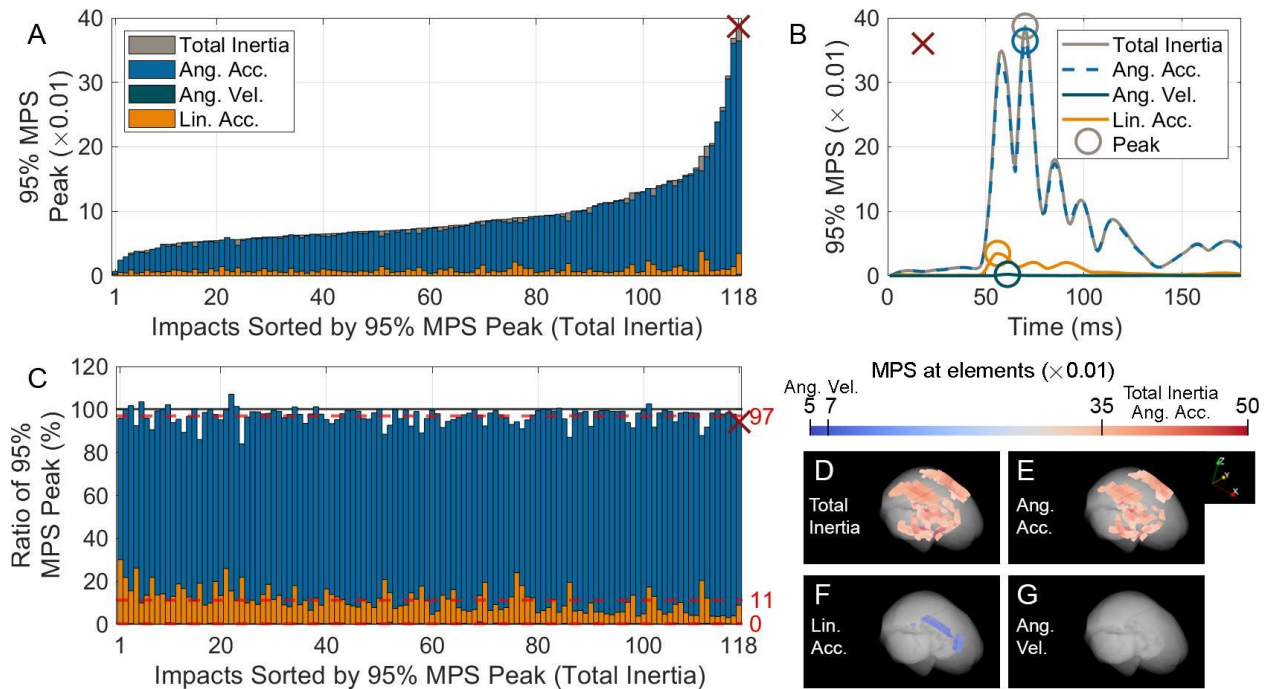 A
95% MPS
Peak (×0.01)
40
30
20
10
0
Total Inertia
Ang. Acc.
Ang. Vel.
Lin. Acc.
1
20
40
60
80
100
118
Impacts Sorted by 95% MPS Peak (Total Inertia)
B
95% MPS (× 0.01)
40
30
20
10
0
Total Inertia
Ang. Acc.
Ang. Vel.
Lin. Acc.
Peak
0
50
100
150
Time (ms)
C
Ratio of 95%
MPS Peak (%)
120
100
80
60
40
20
0
97
11
0
1
20
40
60
80
100
118
Impacts Sorted by 95% MPS Peak (Total Inertia)
MPS at elements (×0.01)
Ang. Vel.
Total Inertia
Ang. Acc.
5
7
35
50
D
Total
Inertia
E
Ang.
Acc.
Z
Y
X
F
Lin.
Acc.
G
Ang.
Vel.